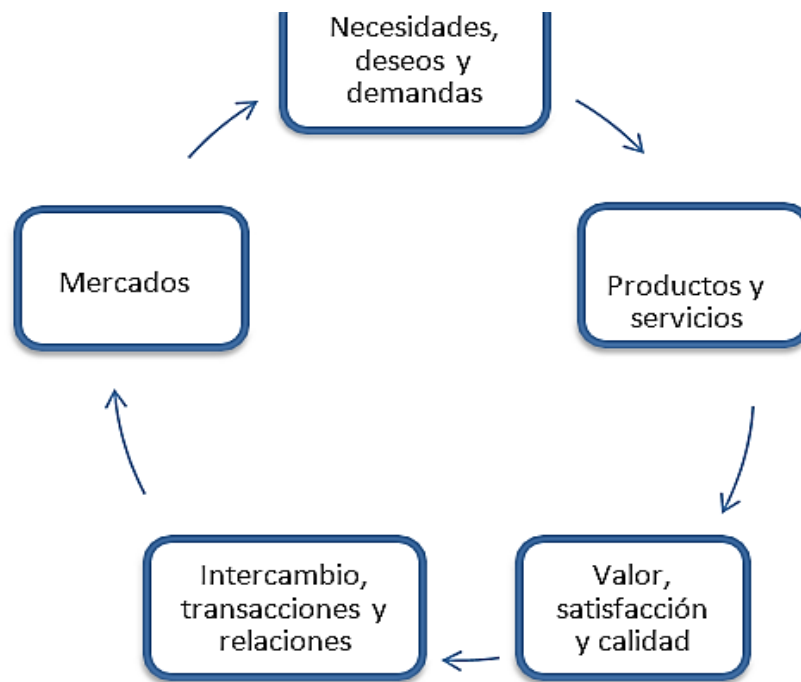 Necesidades,
deseos y
demandas
Mercados
Productos y
servicios
Intercambio,
transacciones y
relaciones
Valor,
satisfacción
y calidad